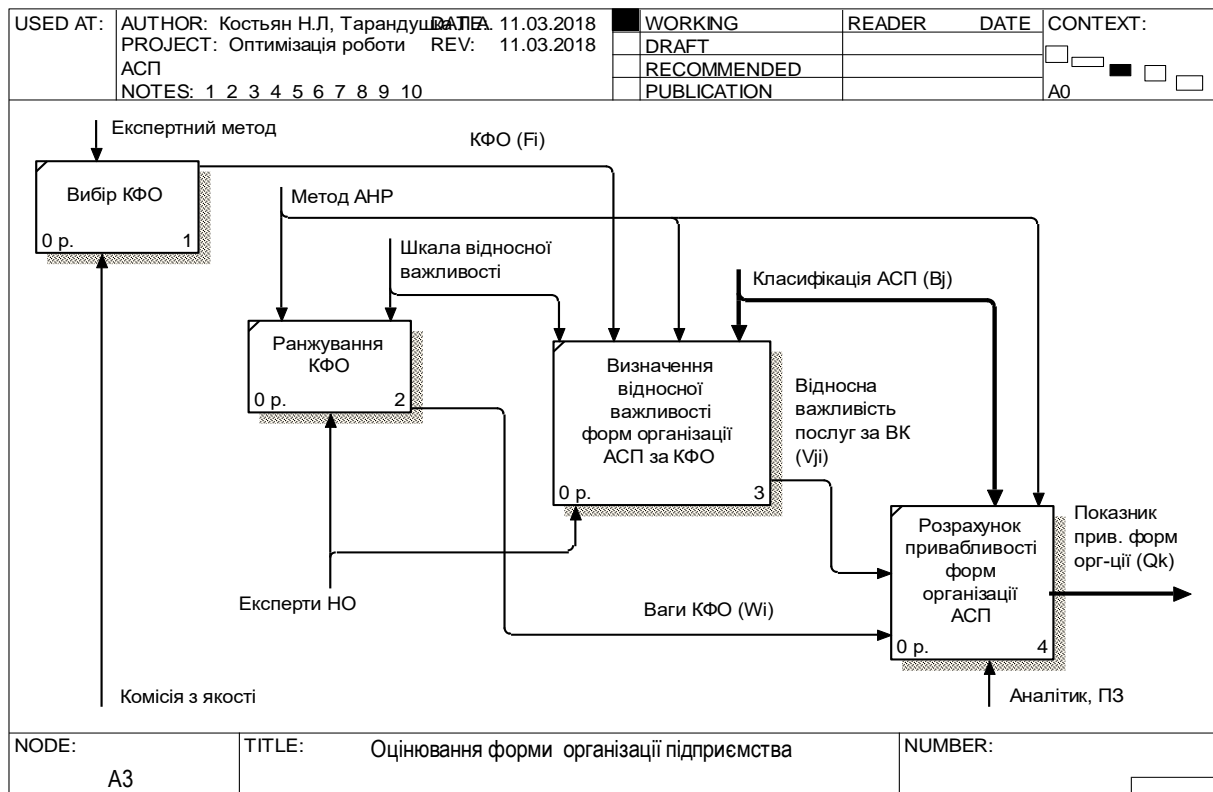 USED AT:
AUTHOR: Костьян Н.Л, Тарандушка Л.А.
DATE: 11.03.2018
PROJECT: Оптимізація роботи
АСП
REV: 11.03.2018
NOTES: 1 2 3 4 5 6 7 8 9 10
WORKING
DRAFT
RECOMMENDED
PUBLICATION
READER
DATE
CONTEXT:
A0
Експертний метод
Вибір КФО
0 р.
1
КФО (Fi)
Метод АНР
Шкала відносної
важливості
Класифікація АСП (Bj)
Ранжування
КФО
0 р.
2
Визначення
відносної
важливості
форм організації
АСП за КФО
0 р.
3
Відносна
важливість
послуг за ВК
(Vji)
Розрахунок
привабливості
форм
організації
АСП
0 р.
4
Показник
прив. форм
орг-ції (Qk)
Експерти НО
Ваги КФО (Wi)
Комісія з якості
Аналітик, ПЗ
NODE:
A3
TITLE:
Оцінювання форми організації підприємства
NUMBER: